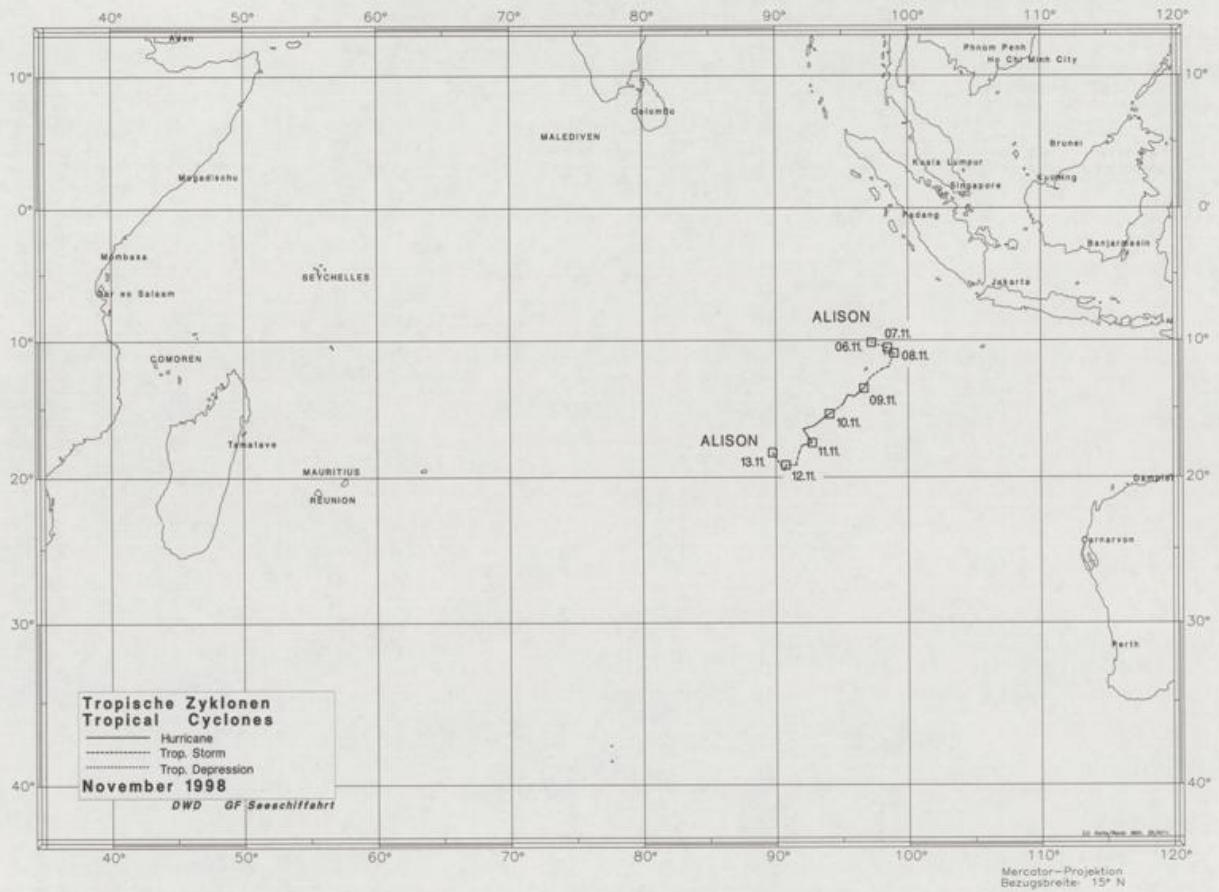 40° 50° 60° 70° 80° 90° 100° 110° 120°
Aden
Phnom Penh
Ho Chi Minh City
10° 10°
Colombo
MALEDIVEN
Brunei
Kuala Lumpur
Mogadischu
Singapore
Kuching
0° 0°
Padang
Banjarmasin
Mombasa
SEYCHELLES
Jakarta
Dar es Salaam
ALISON
07.11.
10° 06.11. 08.11. 10°
COMOREN
09.11.
10.11.
Tamatave
ALISON
11.11.
13.11.
12.11.
MAURITIUS
20° 20°
Dampier
REUNION
Carnarvon
30° 30°
Perth
Tropische Zyklonen
Tropical Cyclones
Hurricane
Trop. Storm
Trop. Depression
November 1998
DWD GF Seeschiffahrt
40° 40°
40° 50° 60° 70° 80° 90° 100° 110° 120°
Mercator-Projektion
Bezugsbreite 15° N